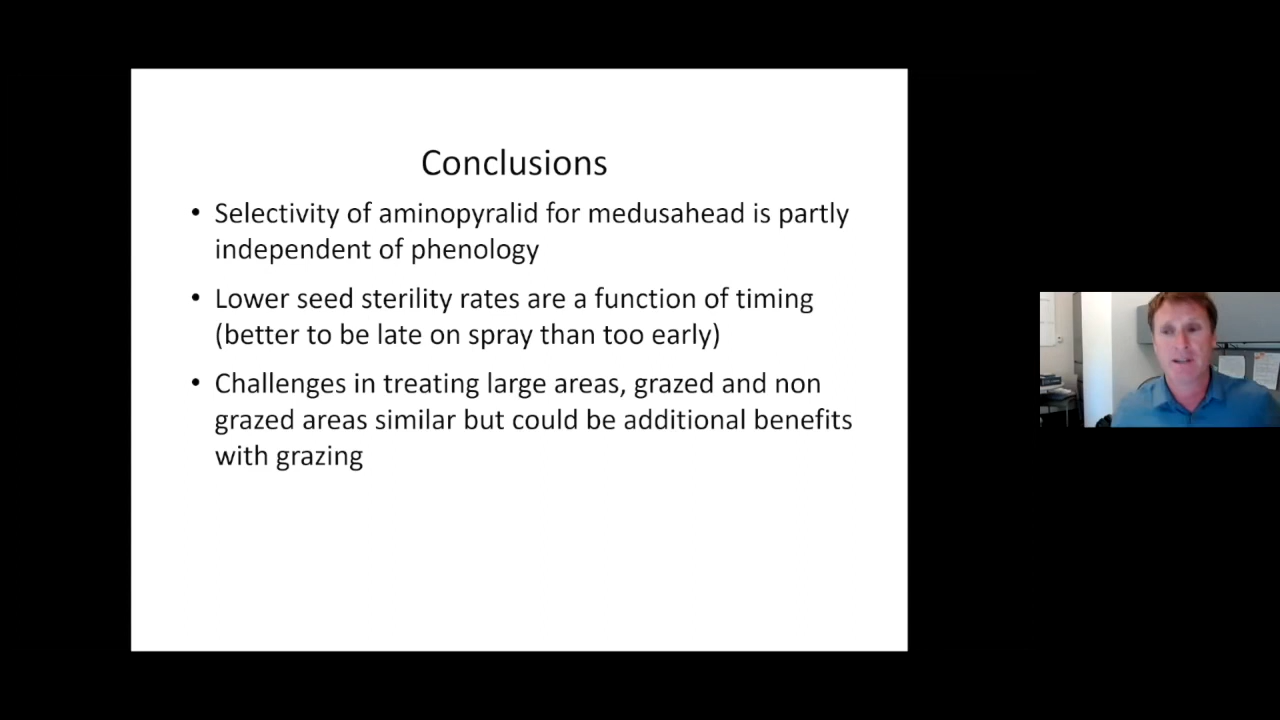 Conclusions
• Selectivity of aminopyralid for medusahead is partly
independent of phenology
• Lower seed sterility rates are a function of timing
(better to be late on spray than too early)
• Challenges in treating large areas, grazed and non
grazed areas similar but could be additional benefits
with grazing